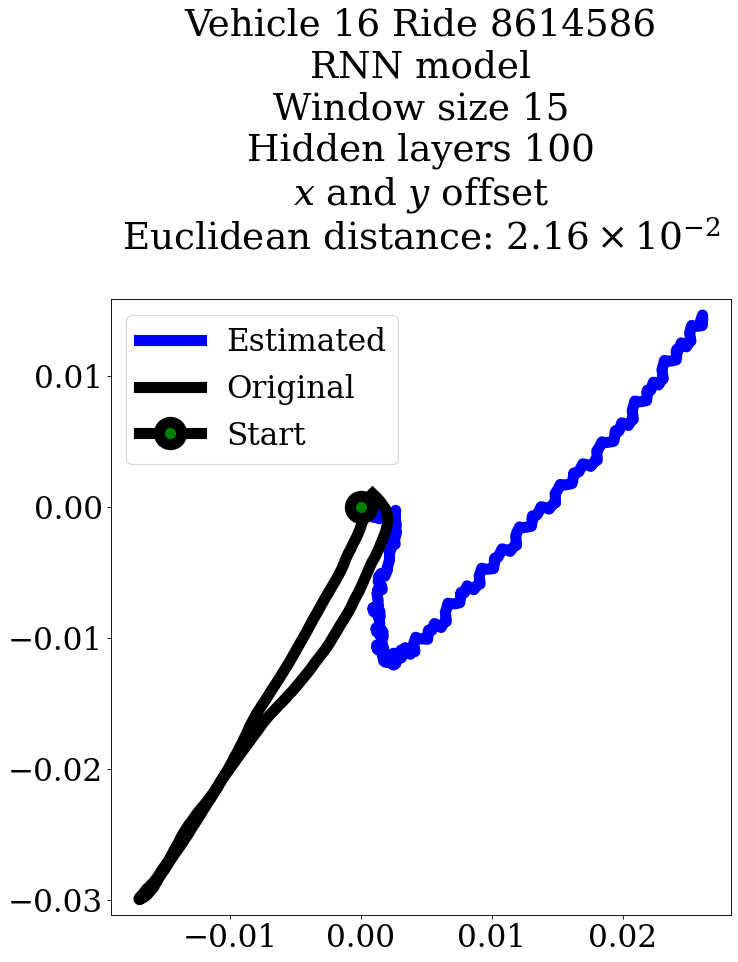 Vehicle 16 Ride 8614586
RNN model
Window size 15
Hidden layers 100
x and y offset
Euclidean distance: 2.16 × 10⁻²
Estimated
Original
Start
0.01
0.00
−0.01
−0.02
−0.03
−0.01 0.00 0.01 0.02